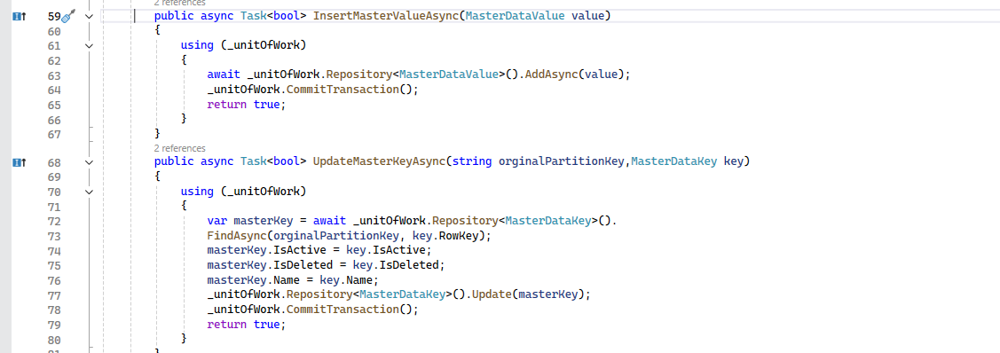 2 references
59 public async Task<bool> InsertMasterValueAsync(MasterDataValue value)
60 {
61 using (_unitOfWork)
62 {
63 await _unitOfWork.Repository<MasterDataValue>().AddAsync(value);
64 _unitOfWork.CommitTransaction();
65 return true;
66 }
67 }
2 references
68 public async Task<bool> UpdateMasterKeyAsync(string orginalPartitionKey,MasterDataKey key)
69 {
70 using (_unitOfWork)
71 {
72 var masterKey = await _unitOfWork.Repository<MasterDataKey>().
73 FindAsync(orginalPartitionKey, key.RowKey);
74 masterKey.IsActive = key.IsActive;
75 masterKey.IsDeleted = key.IsDeleted;
76 masterKey.Name = key.Name;
77 _unitOfWork.Repository<MasterDataKey>().Update(masterKey);
78 _unitOfWork.CommitTransaction();
79 return true;
80 }
81 }